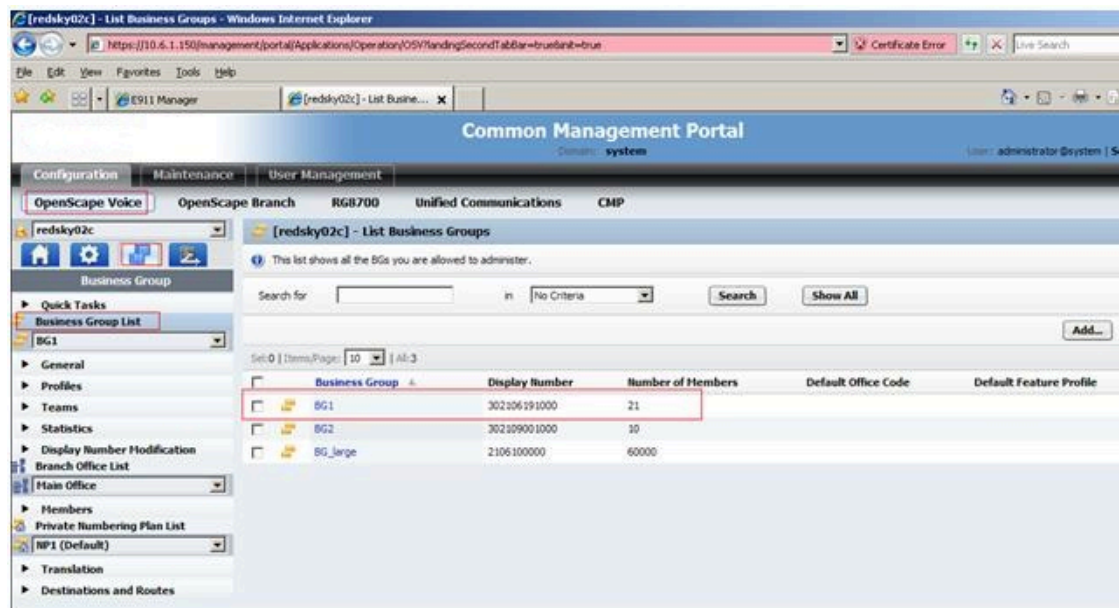 [redsky02c] - List Business Groups - Windows Internet Explorer
https://10.6.1.150/management/portal/Applications/Operation/OSV?landingSecondTabBar=true&init=true
Certificate Error
Live Search
File Edit View Favorites Tools Help
E911 Manager
[redsky02c] - List Busine...
Common Management Portal
Domain: system
User: administrator@system | S
Configuration Maintenance User Management
OpenScape Voice OpenScape Branch RG8700 Unified Communications CMP
redsky02c
[redsky02c] - List Business Groups
This list shows all the BGs you are allowed to administer.
Business Group
Search for in No Criteria Search Show All
Quick Tasks
Business Group List
Add...
BG1
Sel:0 | Items/Page: 10 | All:3
General
Business Group Display Number Number of Members Default Office Code Default Feature Profile
Profiles
Teams
BG1 302106191000 21
Statistics
BG2 302109001000 10
Display Number Modification
BG_large 2106100000 60000
Branch Office List
Main Office
Members
Private Numbering Plan List
NP1 (Default)
Translation
Destinations and Routes